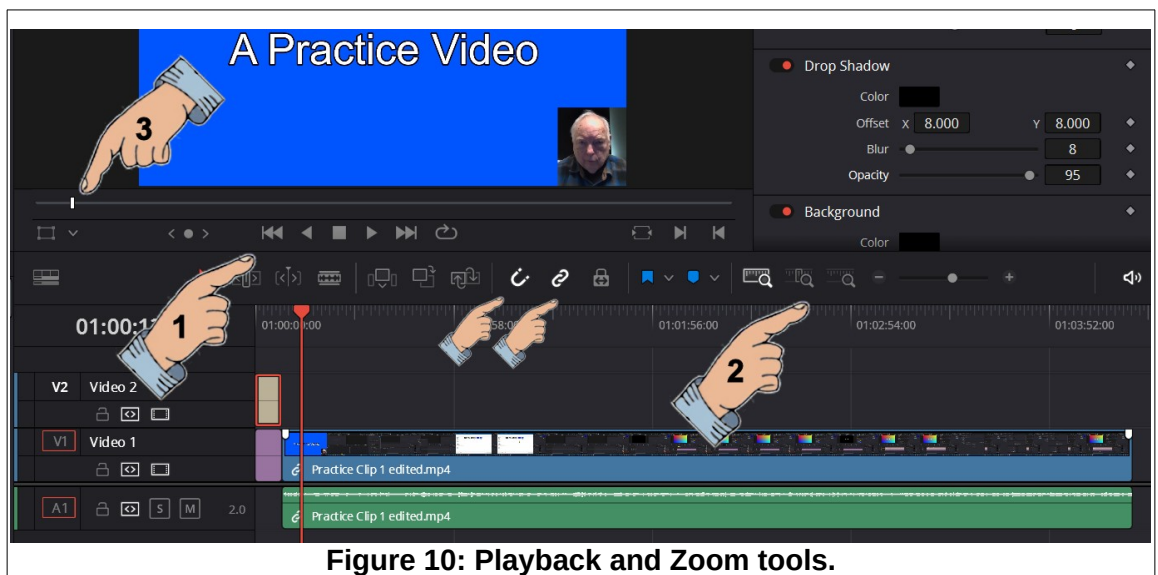 A Practice Video
Drop Shadow
Color
Offset X 8.000 Y 8.000
Blur 8
Opacity 95
Background
Color
3
1
2
01:00:00:00 01:01:56:00 01:02:54:00 01:03:52:00
V2 Video 2
V1 Video 1
Practice Clip 1 edited.mp4
A1 S M 2.0
Practice Clip 1 edited.mp4
Figure 10: Playback and Zoom tools.